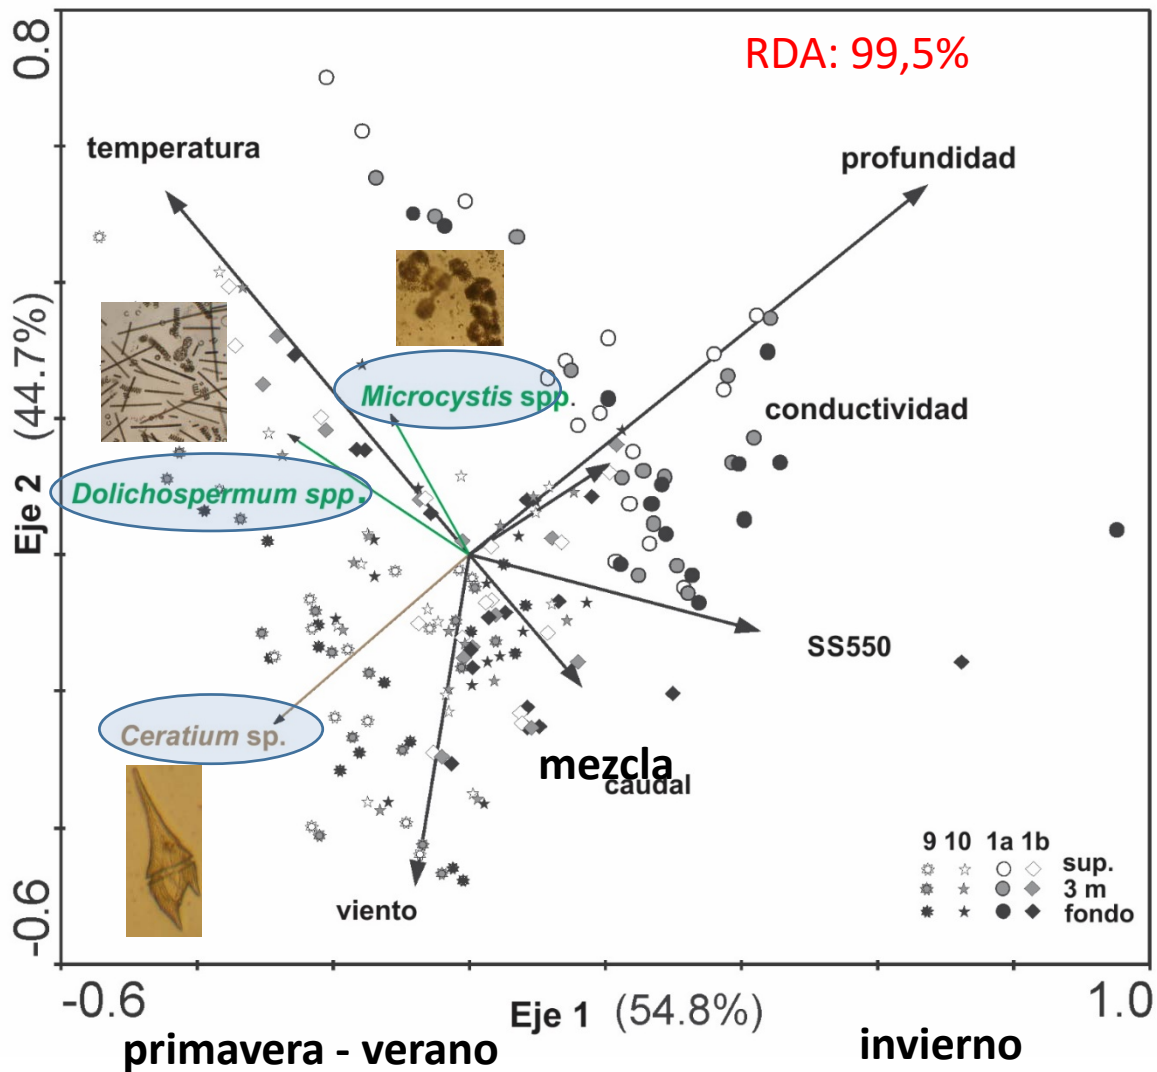 RDA: 99,5%
0.8
temperatura
profundidad
Microcystis spp.
conductividad
Dolichospermum spp.
Eje 2 (44.7%)
SS550
Ceratium sp.
mezcla
caudal
9 10 1a 1b
sup.
3 m
fondo
viento
-0.6
-0.6
1.0
Eje 1 (54.8%)
primavera - verano
invierno